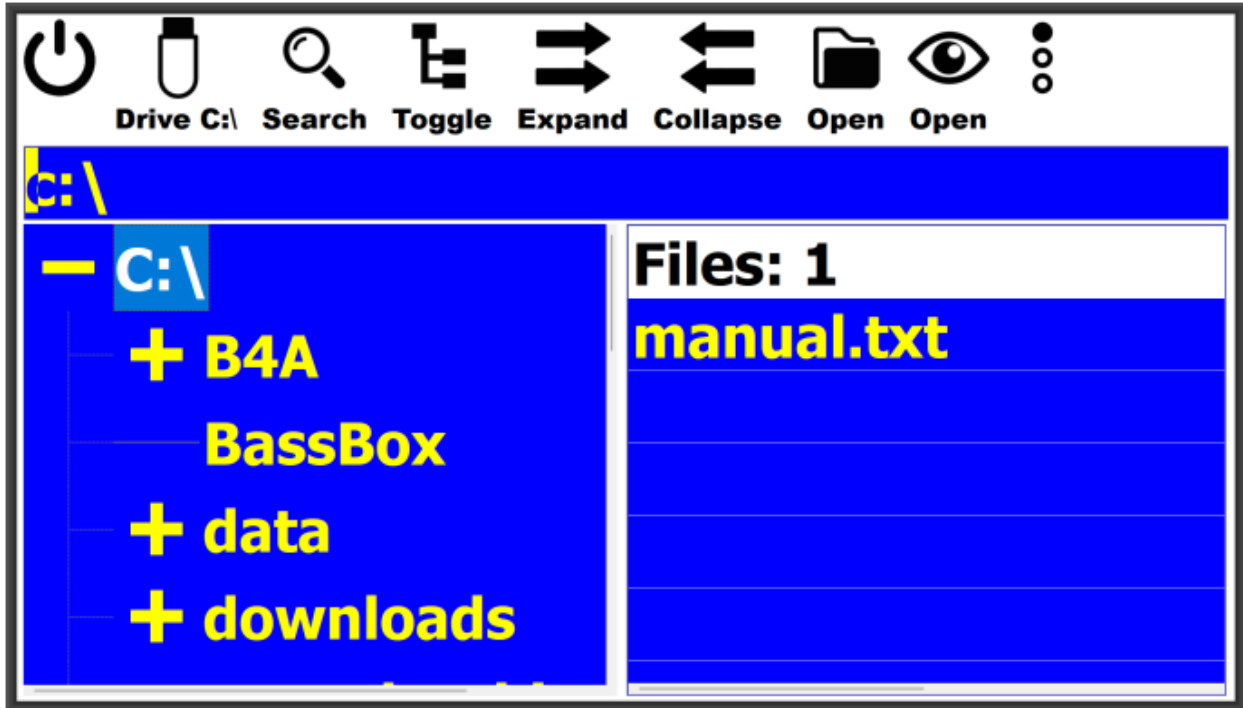 Drive C:\ Search Toggle Expand Collapse Open Open
c:\
C:\
B4A
BassBox
data
downloads
Files: 1
manual.txt